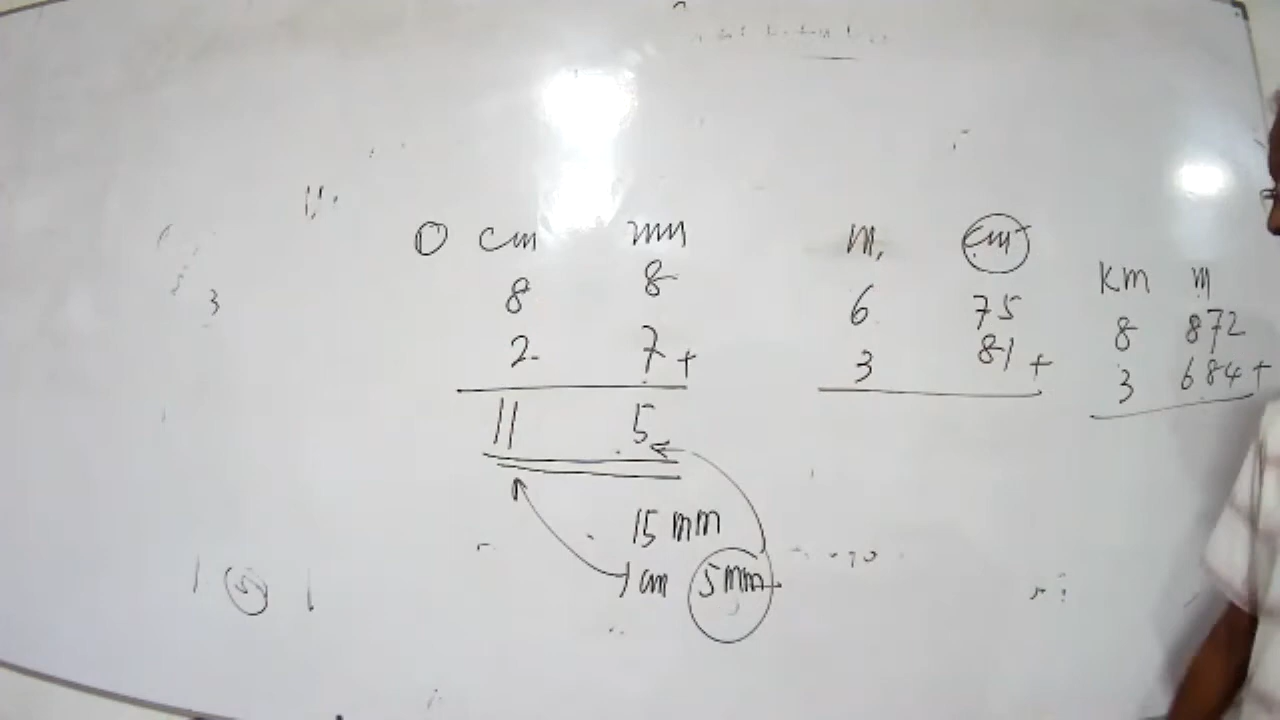 ① cm mm
8 8
2 7 +
11 5
15 mm
1 cm 5 mm
m. cm
6 75
3 81 +
Km m
8 872
3 684 +